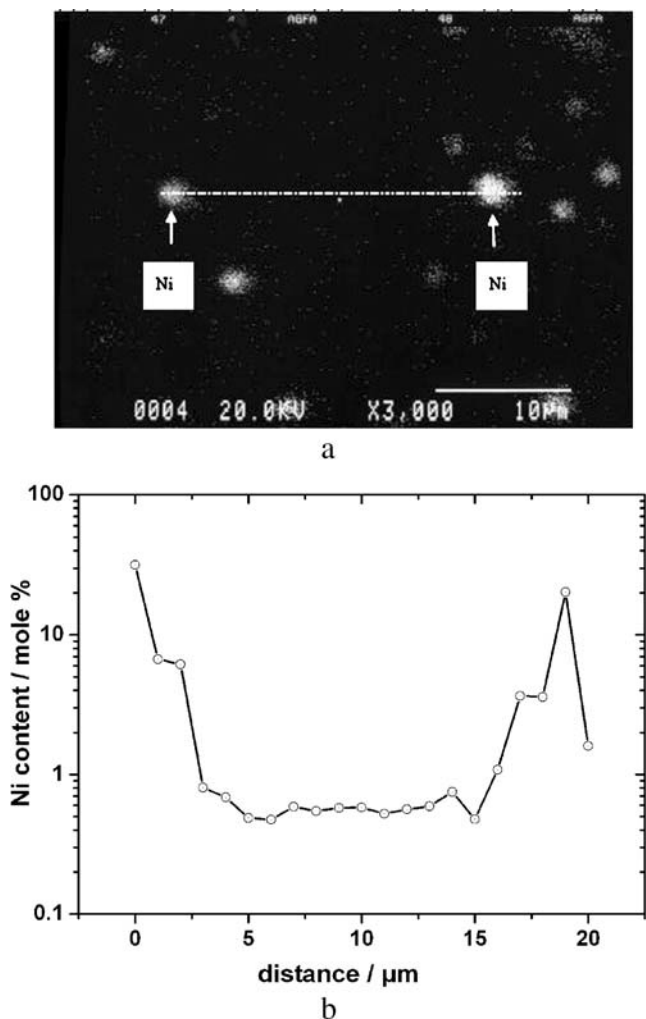 47 4 AGFA 48 AGFA
Ni Ni
0004 20.0KV X3,000 10μm
a
100
10
1
0.1
Ni content / mole %
0 5 10 15 20
distance / μm
b